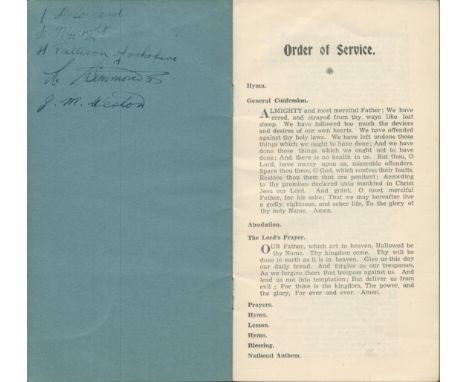 J. M. Weston
Order of Service.
Hymn.
General Confession.
ALMIGHTY and most merciful Father; We have
erred, and strayed from thy ways like lost
sheep. We have followed too much the devices
and desires of our own hearts. We have offended
against thy holy laws. We have left undone those
things which we ought to have done; And we have
done those things which we ought not to have
done; And there is no health in us. But thou, O
Lord, have mercy upon us, miserable offenders.
Spare thou them, O God, which confess their faults.
Restore thou them that are penitent; According
to thy promises declared unto mankind in Christ
Jesu our Lord. And grant, O most merciful
Father, for his sake; That we may hereafter live
a godly, righteous, and sober life, To the glory of
thy holy Name. Amen.
Absolution.
The Lord's Prayer.
OUR Father, which art in heaven, Hallowed be
thy Name. Thy kingdom come. Thy will be
done in earth as it is in heaven. Give us this day
our daily bread. And forgive us our trespasses,
As we forgive them that trespass against us. And
lead us not into temptation; But deliver us from
evil; For thine is the kingdom, The power, and
the glory, For ever and ever. Amen.
Prayers.
Hymn.
Lesson.
Hymn.
Blessing.
National Anthem.